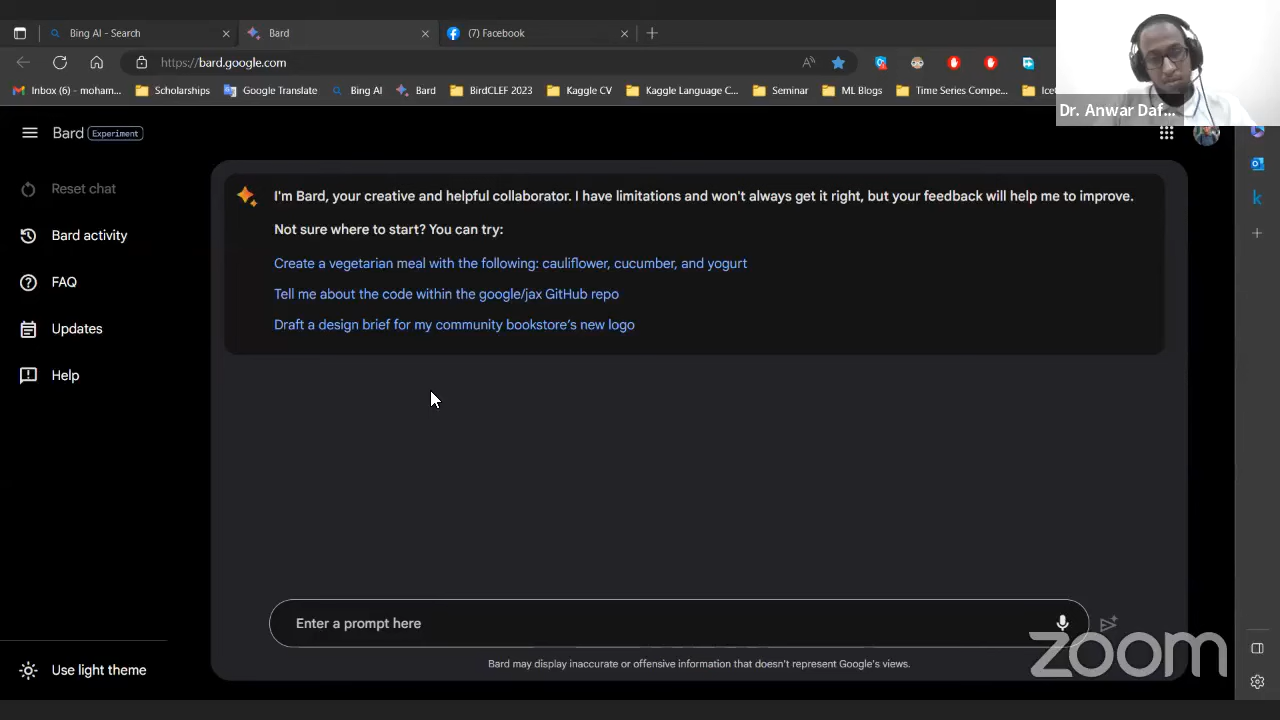 Bing AI - Search
Bard
(7) Facebook
https://bard.google.com
Inbox (6) — moham...
Scholarships
Google Translate
Bing AI
Bard
BirdCLEF 2023
Kaggle CV
Kaggle Language C...
Seminar
ML Blogs
Time Series Compe...
Dr. Anwar Daf...
Bard Experiment
Reset chat
Bard activity
FAQ
Updates
Help
Use light theme
I'm Bard, your creative and helpful collaborator. I have limitations and won't always get it right, but your feedback will help me to improve.
Not sure where to start? You can try:
Create a vegetarian meal with the following: cauliflower, cucumber, and yogurt
Tell me about the code within the google/jax GitHub repo
Draft a design brief for my community bookstore's new logo
Enter a prompt here
Bard may display inaccurate or offensive information that doesn't represent Google's views.
zoom